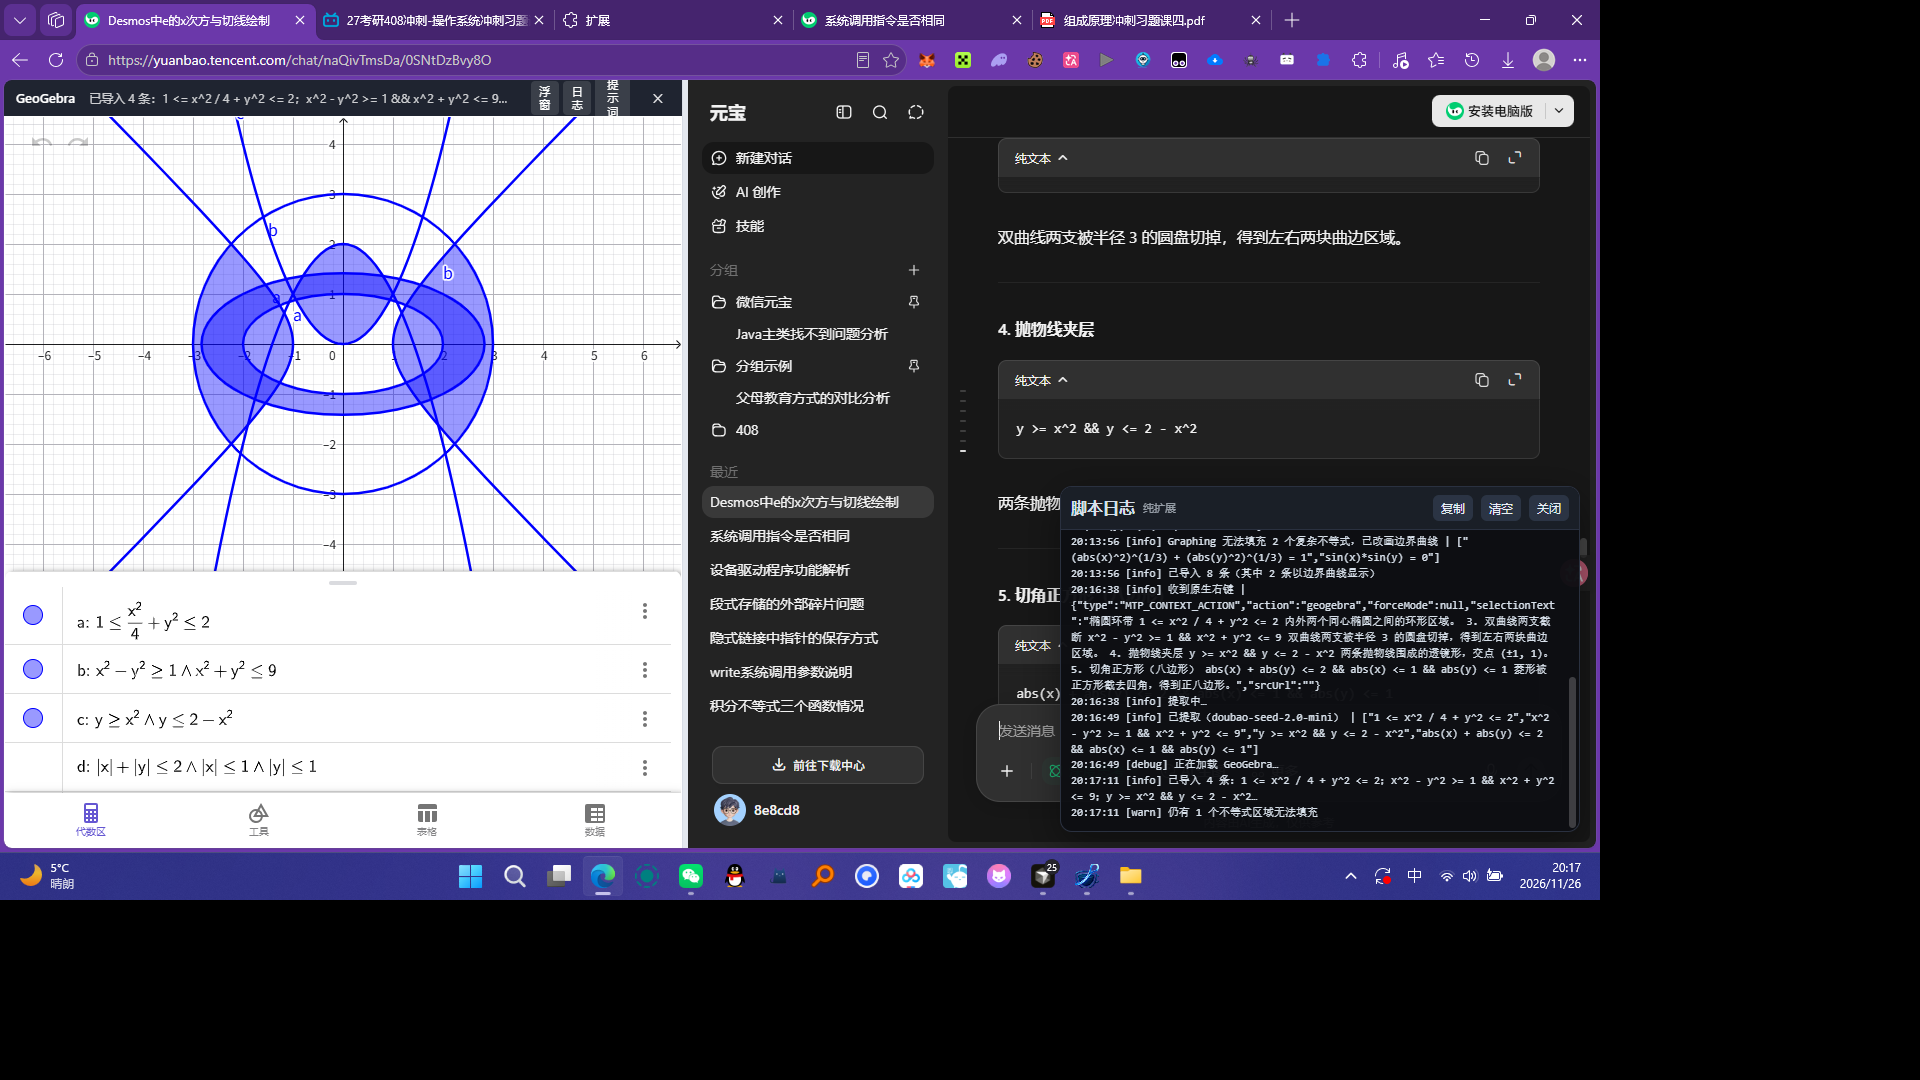 Desmos中e的x次方与切线绘制
27考研408冲刺-操作系统冲刺习题
扩展
系统调用指令是否相同
组成原理冲刺习题课四.pdf
https://yuanbao.tencent.com/chat/naQivTmsDa/0SNtDzBvy8O
GeoGebra 已导入 4 条：1 <= x^2 / 4 + y^2 <= 2；x^2 - y^2 >= 1 && x^2 + y^2 <= 9...
浮窗
日志
提示词
4
3
2
1
−1
−2
−3
−4
−6 −5 −4 −3 −2 −1 0 1 2 3 4 5 6
b
b
a
a
a: 1 ≤ x²/4 + y² ≤ 2
b: x² − y² ≥ 1 ∧ x² + y² ≤ 9
c: y ≥ x² ∧ y ≤ 2 − x²
d: |x| + |y| ≤ 2 ∧ |x| ≤ 1 ∧ |y| ≤ 1
代数区
工具
表格
数据
元宝
新建对话
AI 创作
技能
分组
微信元宝
Java主类找不到问题分析
分组示例
父母教育方式的对比分析
408
最近
Desmos中e的x次方与切线绘制
系统调用指令是否相同
设备驱动程序功能解析
段式存储的外部碎片问题
隐式链接中指针的保存方式
write系统调用参数说明
积分不等式三个函数情况
前往下载中心
8e8cd8
安装电脑版
纯文本
双曲线两支被半径 3 的圆盘切掉，得到左右两块曲边区域。
4. 抛物线夹层
纯文本
y >= x^2 && y <= 2 - x^2
两条抛物
5. 切角正
纯文本
abs(x)
发送消息
脚本日志 纯扩展
复制
清空
关闭
20:13:56 [info] Graphing 无法填充 2 个复杂不等式，已改画边界曲线 | ["
(abs(x)^2)^(1/3) + (abs(y)^2)^(1/3) = 1","sin(x)*sin(y) = 0"]
20:13:56 [info] 已导入 8 条（其中 2 条以边界曲线显示）
20:16:38 [info] 收到原生右键 |
{"type":"MTP_CONTEXT_ACTION","action":"geogebra","forceMode":null,"selectionText
":"椭圆环带 1 <= x^2 / 4 + y^2 <= 2 内外两个同心椭圆之间的环形区域。 3. 双曲线两支截
断 x^2 - y^2 >= 1 && x^2 + y^2 <= 9 双曲线两支被半径 3 的圆盘切掉，得到左右两块曲边
区域。 4. 抛物线夹层 y >= x^2 && y <= 2 - x^2 两条抛物线围成的透镜形，交点 (±1, 1)。
5. 切角正方形（八边形） abs(x) + abs(y) <= 2 && abs(x) <= 1 && abs(y) <= 1 菱形被
正方形截去四角，得到正八边形。","srcUrl":""}
20:16:38 [info] 提取中…
20:16:49 [info] 已提取（doubao-seed-2.0-mini） | ["1 <= x^2 / 4 + y^2 <= 2","x^2
- y^2 >= 1 && x^2 + y^2 <= 9","y >= x^2 && y <= 2 - x^2","abs(x) + abs(y) <= 2
&& abs(x) <= 1 && abs(y) <= 1"]
20:16:49 [debug] 正在加载 GeoGebra…
20:17:11 [info] 已导入 4 条：1 <= x^2 / 4 + y^2 <= 2; x^2 - y^2 >= 1 && x^2 + y^2
<= 9; y >= x^2 && y <= 2 - x^2…
20:17:11 [warn] 仍有 1 个不等式区域无法填充
5°C
晴朗
25
中
20:17
2026/11/26